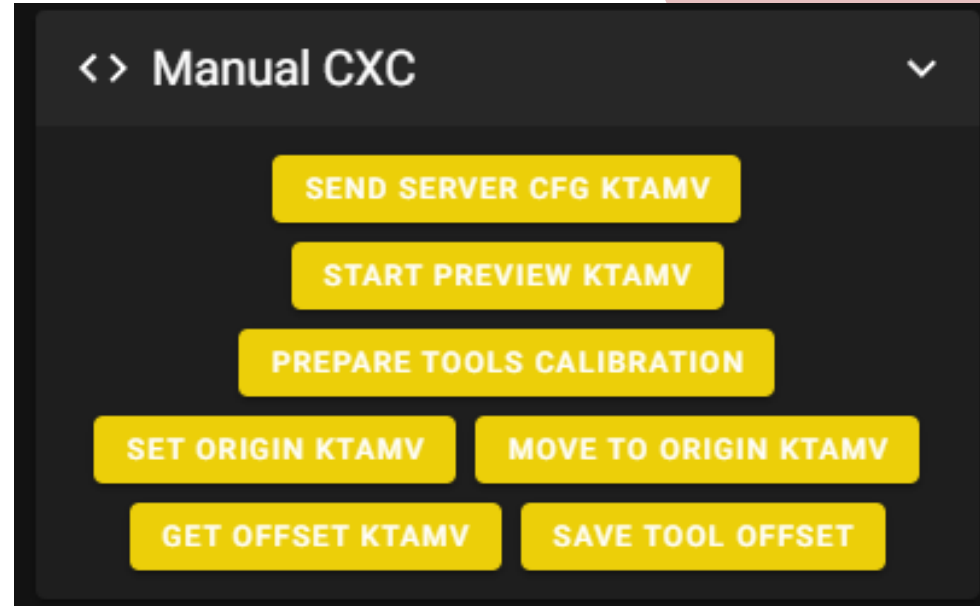 Manual CXC
SEND SERVER CFG KTAMV
START PREVIEW KTAMV
PREPARE TOOLS CALIBRATION
SET ORIGIN KTAMV MOVE TO ORIGIN KTAMV
GET OFFSET KTAMV SAVE TOOL OFFSET